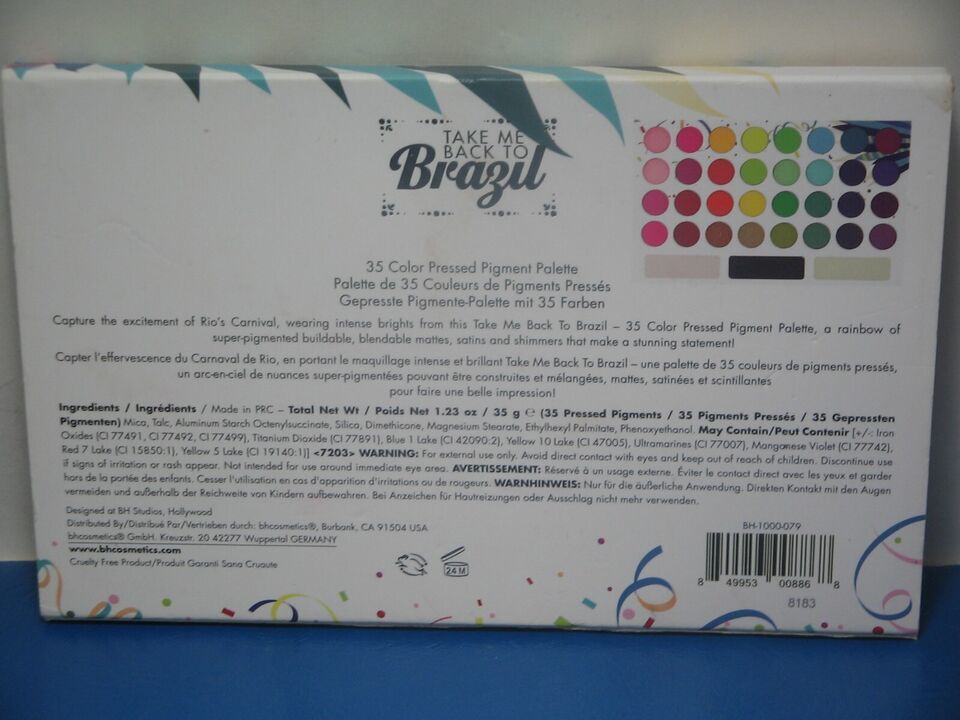 TAKE ME
BACK TO
Brazil
35 Color Pressed Pigment Palette
Palette de 35 Couleurs de Pigments Pressés
Gepresste Pigmente-Palette mit 35 Farben
Capture the excitement of Rio's Carnival, wearing intense brights from this Take Me Back To Brazil – 35 Color Pressed Pigment Palette, a rainbow of
super-pigmented buildable, blendable mattes, satins and shimmers that make a stunning statement!
Capter l'effervescence du Carnaval de Rio, en portant le maquillage intense et brillant Take Me Back To Brazil – une palette de 35 couleurs de pigments pressés,
un arc-en-ciel de nuances super-pigmentées pouvant être construites et mélangées, mattes, satinées et scintillantes
pour faire une belle impression!
Ingredients / Ingrédients / Made in PRC – Total Net Wt / Poids Net 1.23 oz / 35 g ℮ (35 Pressed Pigments / 35 Pigments Pressés / 35 Gepressten
Pigmenten) Mica, Talc, Aluminum Starch Octenylsuccinate, Silica, Dimethicone, Magnesium Stearate, Ethylhexyl Palmitate, Phenoxyethanol. May Contain/Peut Contenir [+/-: Iron
Oxides (CI 77491, CI 77492, CI 77499), Titanium Dioxide (CI 77891), Blue 1 Lake (CI 42090:2), Yellow 10 Lake (CI 47005), Ultramarines (CI 77007), Manganese Violet (CI 77742),
Red 7 Lake (CI 15850:1), Yellow 5 Lake (CI 19140:1)] <7203> WARNING: For external use only. Avoid direct contact with eyes and keep out of reach of children. Discontinue use
if signs of irritation or rash appear. Not intended for use around immediate eye area. AVERTISSEMENT: Réservé à un usage externe. Éviter le contact direct avec les yeux et garder
hors de la portée des enfants. Cesser l'utilisation en cas d'apparition d'irritations ou de rougeurs. WARNHINWEIS: Nur für die äußerliche Anwendung. Direkten Kontakt mit den Augen
vermeiden und außerhalb der Reichweite von Kindern aufbewahren. Bei Anzeichen für Hautreizungen oder Ausschlag nicht mehr verwenden.
Designed at BH Studios, Hollywood
Distributed By/Distribué Par/Vertrieben durch: bhcosmetics®, Burbank, CA 91504 USA
bhcosmetics® GmbH. Kreuzstr. 20 42277 Wuppertal GERMANY
www.bhcosmetics.com
Cruelty Free Product/Produit Garanti Sans Cruauté
24 M
BH-1000-079
8 49953 00886 8
8183